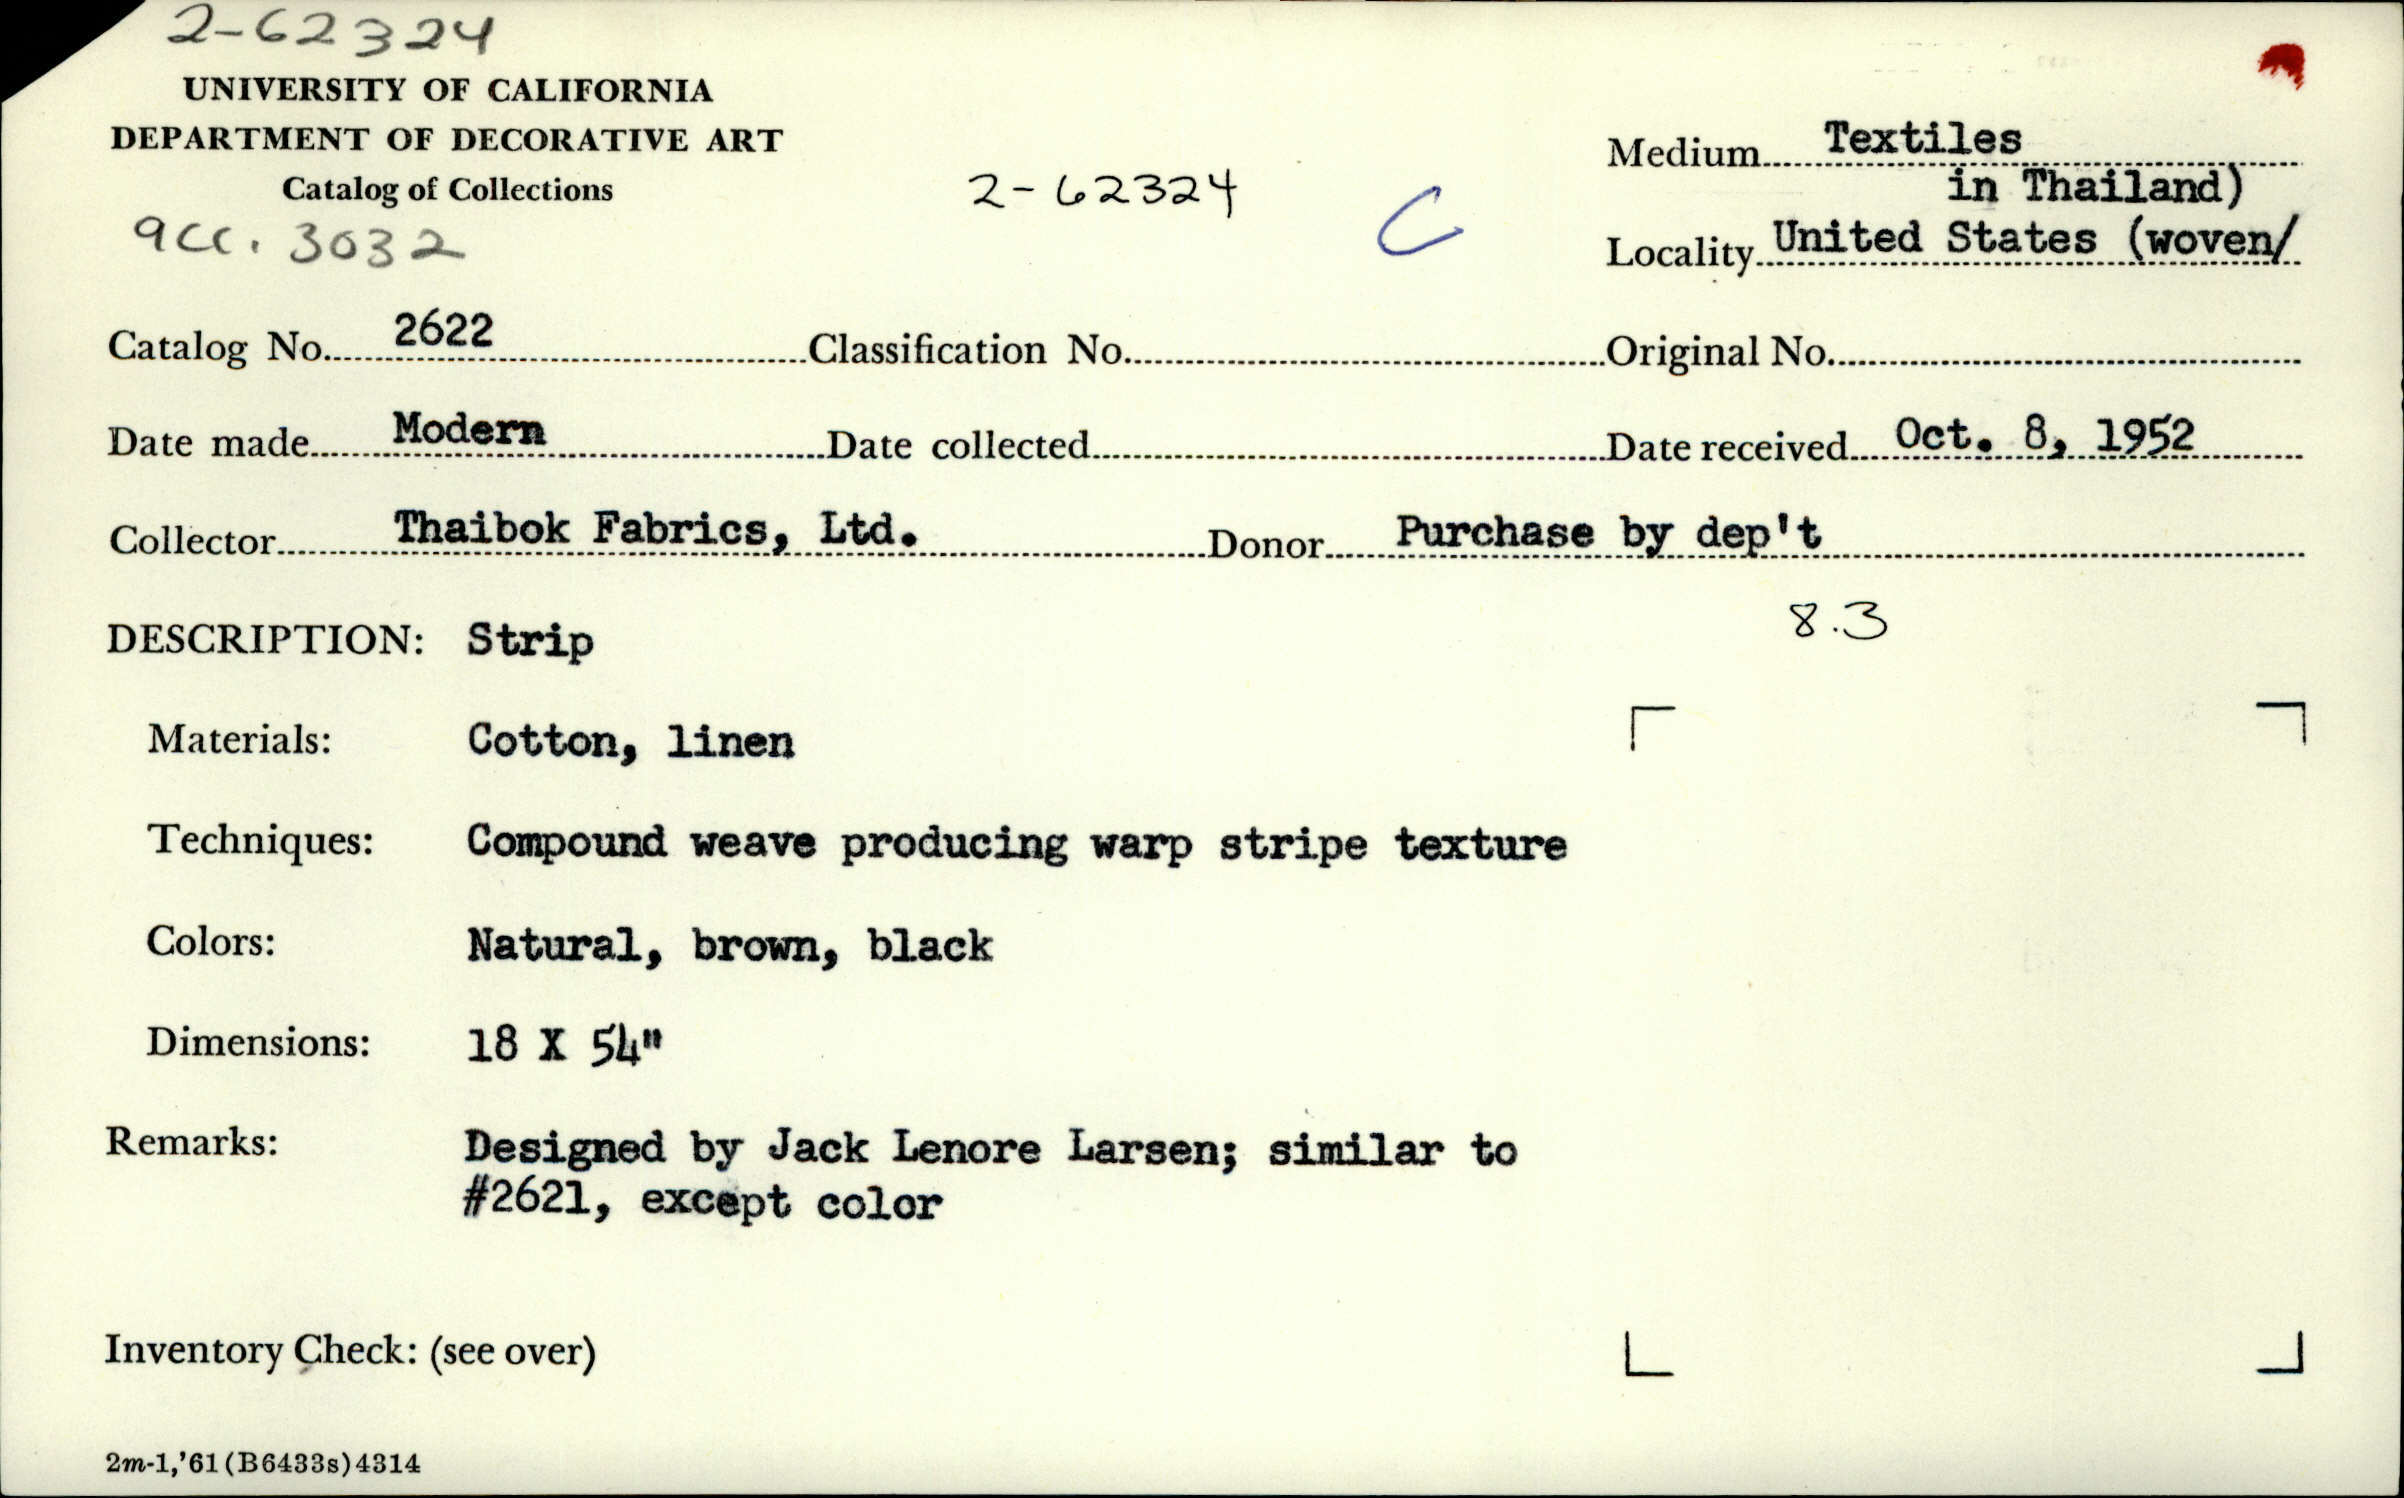 2-62324
UNIVERSITY OF CALIFORNIA
DEPARTMENT OF DECORATIVE ART
Catalog of Collections
acc. 3032
2-62324
C
Medium Textiles
in Thailand)
Locality United States (woven/
Catalog No. 2622 Classification No. Original No.
Date made Modern Date collected Date received Oct. 8, 1952
Collector Thaibok Fabrics, Ltd. Donor Purchase by dep't
8.3
DESCRIPTION: Strip
Materials: Cotton, linen
Techniques: Compound weave producing warp stripe texture
Colors: Natural, brown, black
Dimensions: 18 X 54"
Remarks: Designed by Jack Lenore Larsen; similar to
#2621, except color
Inventory Check: (see over)
2m-1,'61(B6433s)4314